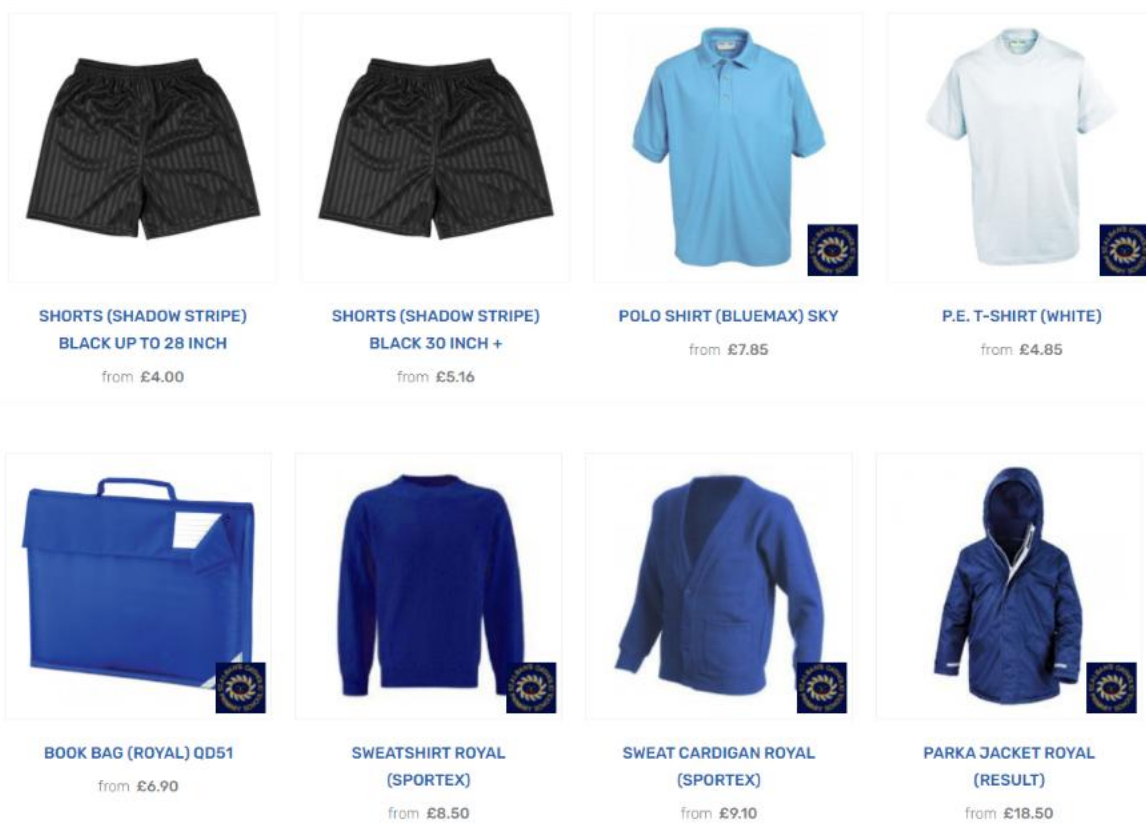 SHORTS (SHADOW STRIPE)
BLACK UP TO 28 INCH
from £4.00
SHORTS (SHADOW STRIPE)
BLACK 30 INCH +
from £5.16
POLO SHIRT (BLUEMAX) SKY
from £7.85
P.E. T-SHIRT (WHITE)
from £4.85
BOOK BAG (ROYAL) QD51
from £6.90
SWEATSHIRT ROYAL
(SPORTEX)
from £8.50
SWEAT CARDIGAN ROYAL
(SPORTEX)
from £9.10
PARKA JACKET ROYAL
(RESULT)
from £18.50